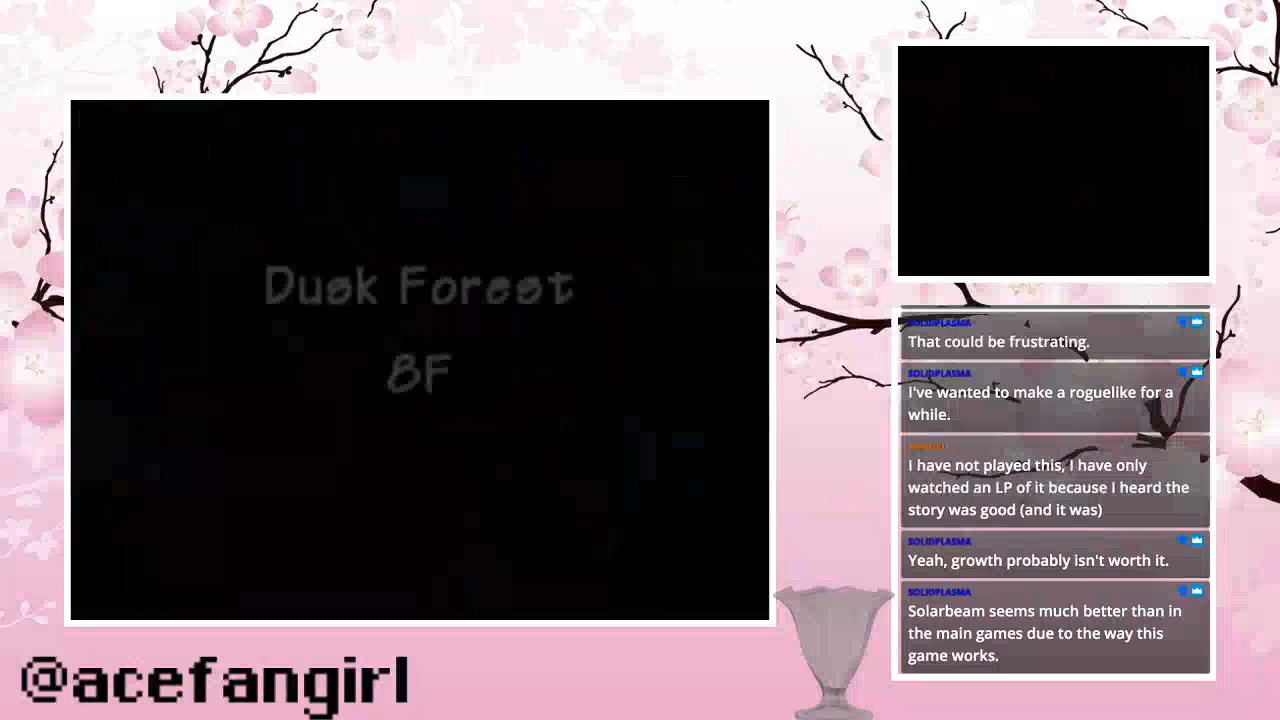 Dusk Forest
8F
SOLIDPLASMA
That could be frustrating.
SOLIDPLASMA
I've wanted to make a roguelike for a
while.
I have not played this, I have only
watched an LP of it because I heard the
story was good (and it was)
SOLIDPLASMA
Yeah, growth probably isn't worth it.
SOLIDPLASMA
Solarbeam seems much better than in
the main games due to the way this
game works.
@acefangirl